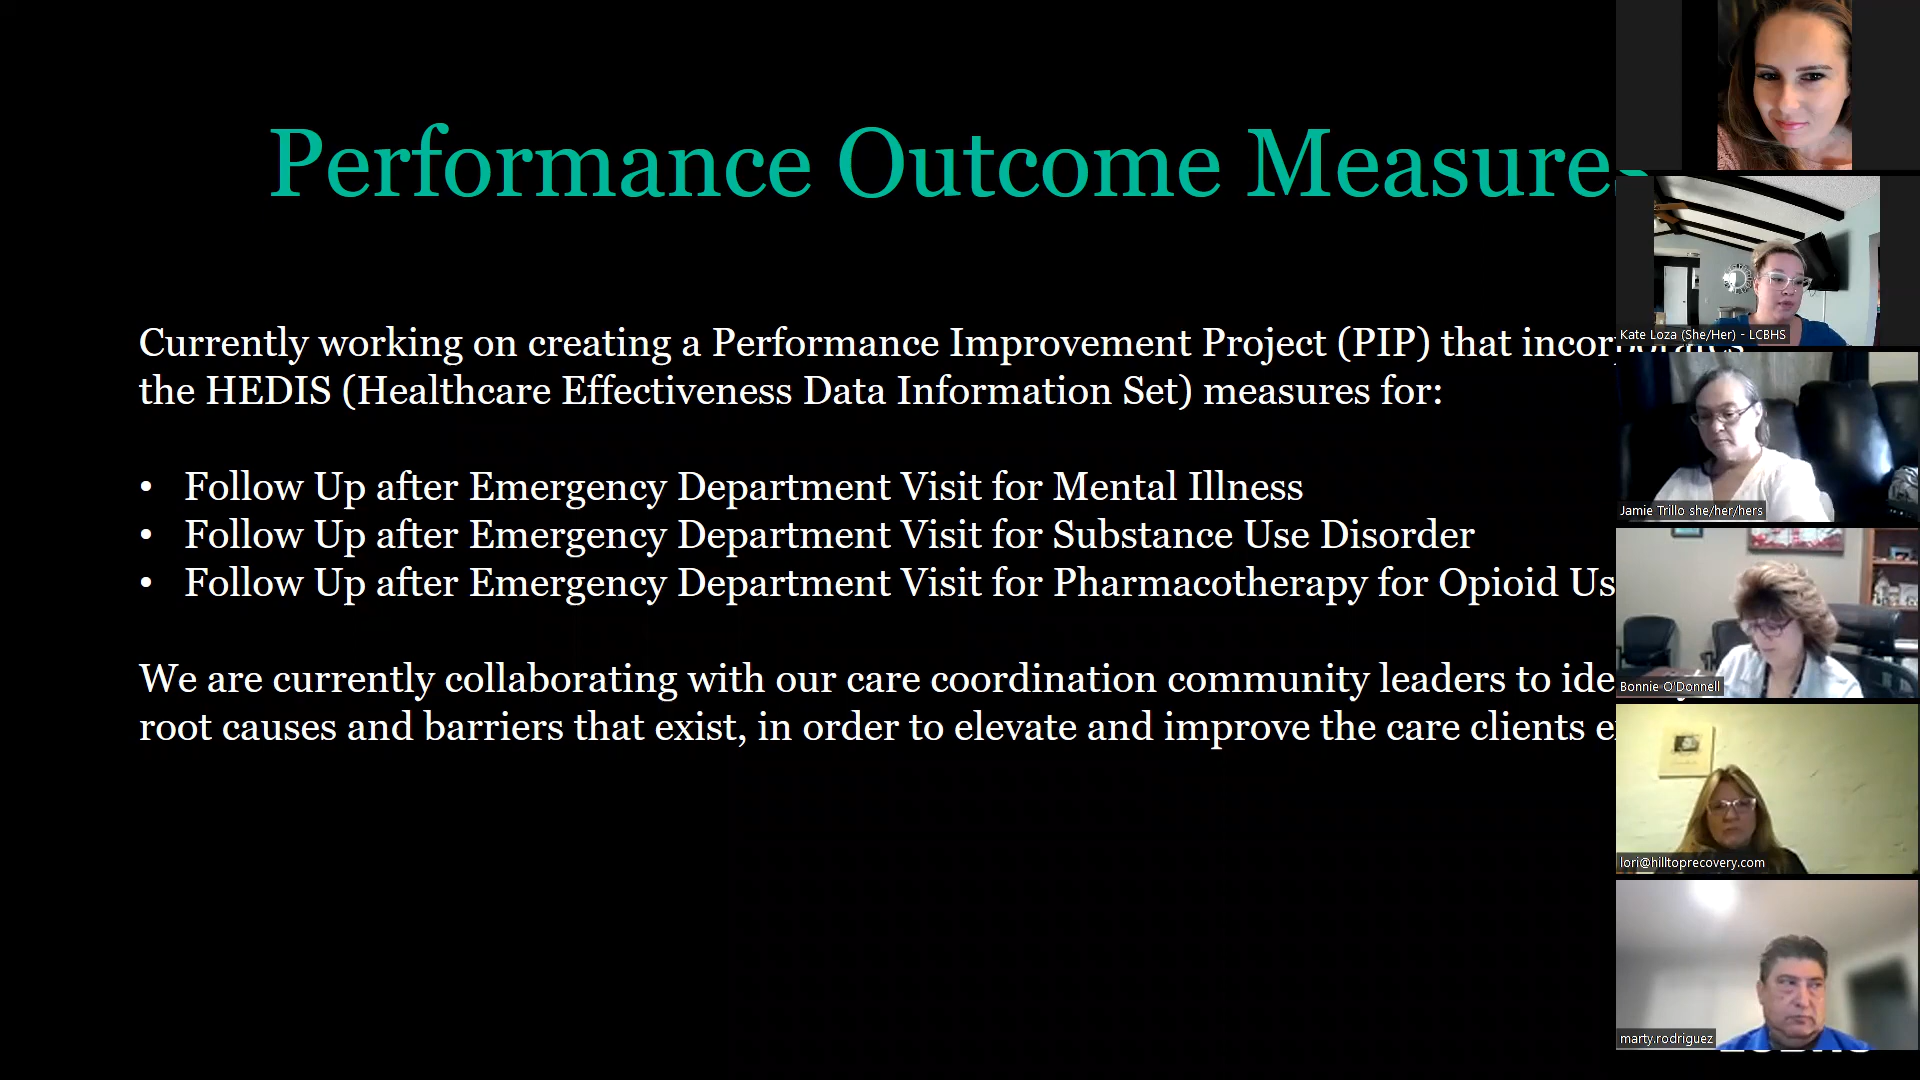 Performance Outcome Measures
Currently working on creating a Performance Improvement Project (PIP) that incorporates
the HEDIS (Healthcare Effectiveness Data Information Set) measures for:
• Follow Up after Emergency Department Visit for Mental Illness
• Follow Up after Emergency Department Visit for Substance Use Disorder
• Follow Up after Emergency Department Visit for Pharmacotherapy for Opioid Us
We are currently collaborating with our care coordination community leaders to
root causes and barriers that exist, in order to elevate and improve the care clients
Kate Loza (She/Her) - LCBHS
Jamie Trillo she/her/hers
Bonnie O'Donnell
lori@hilltoprecovery.com
marty.rodriguez